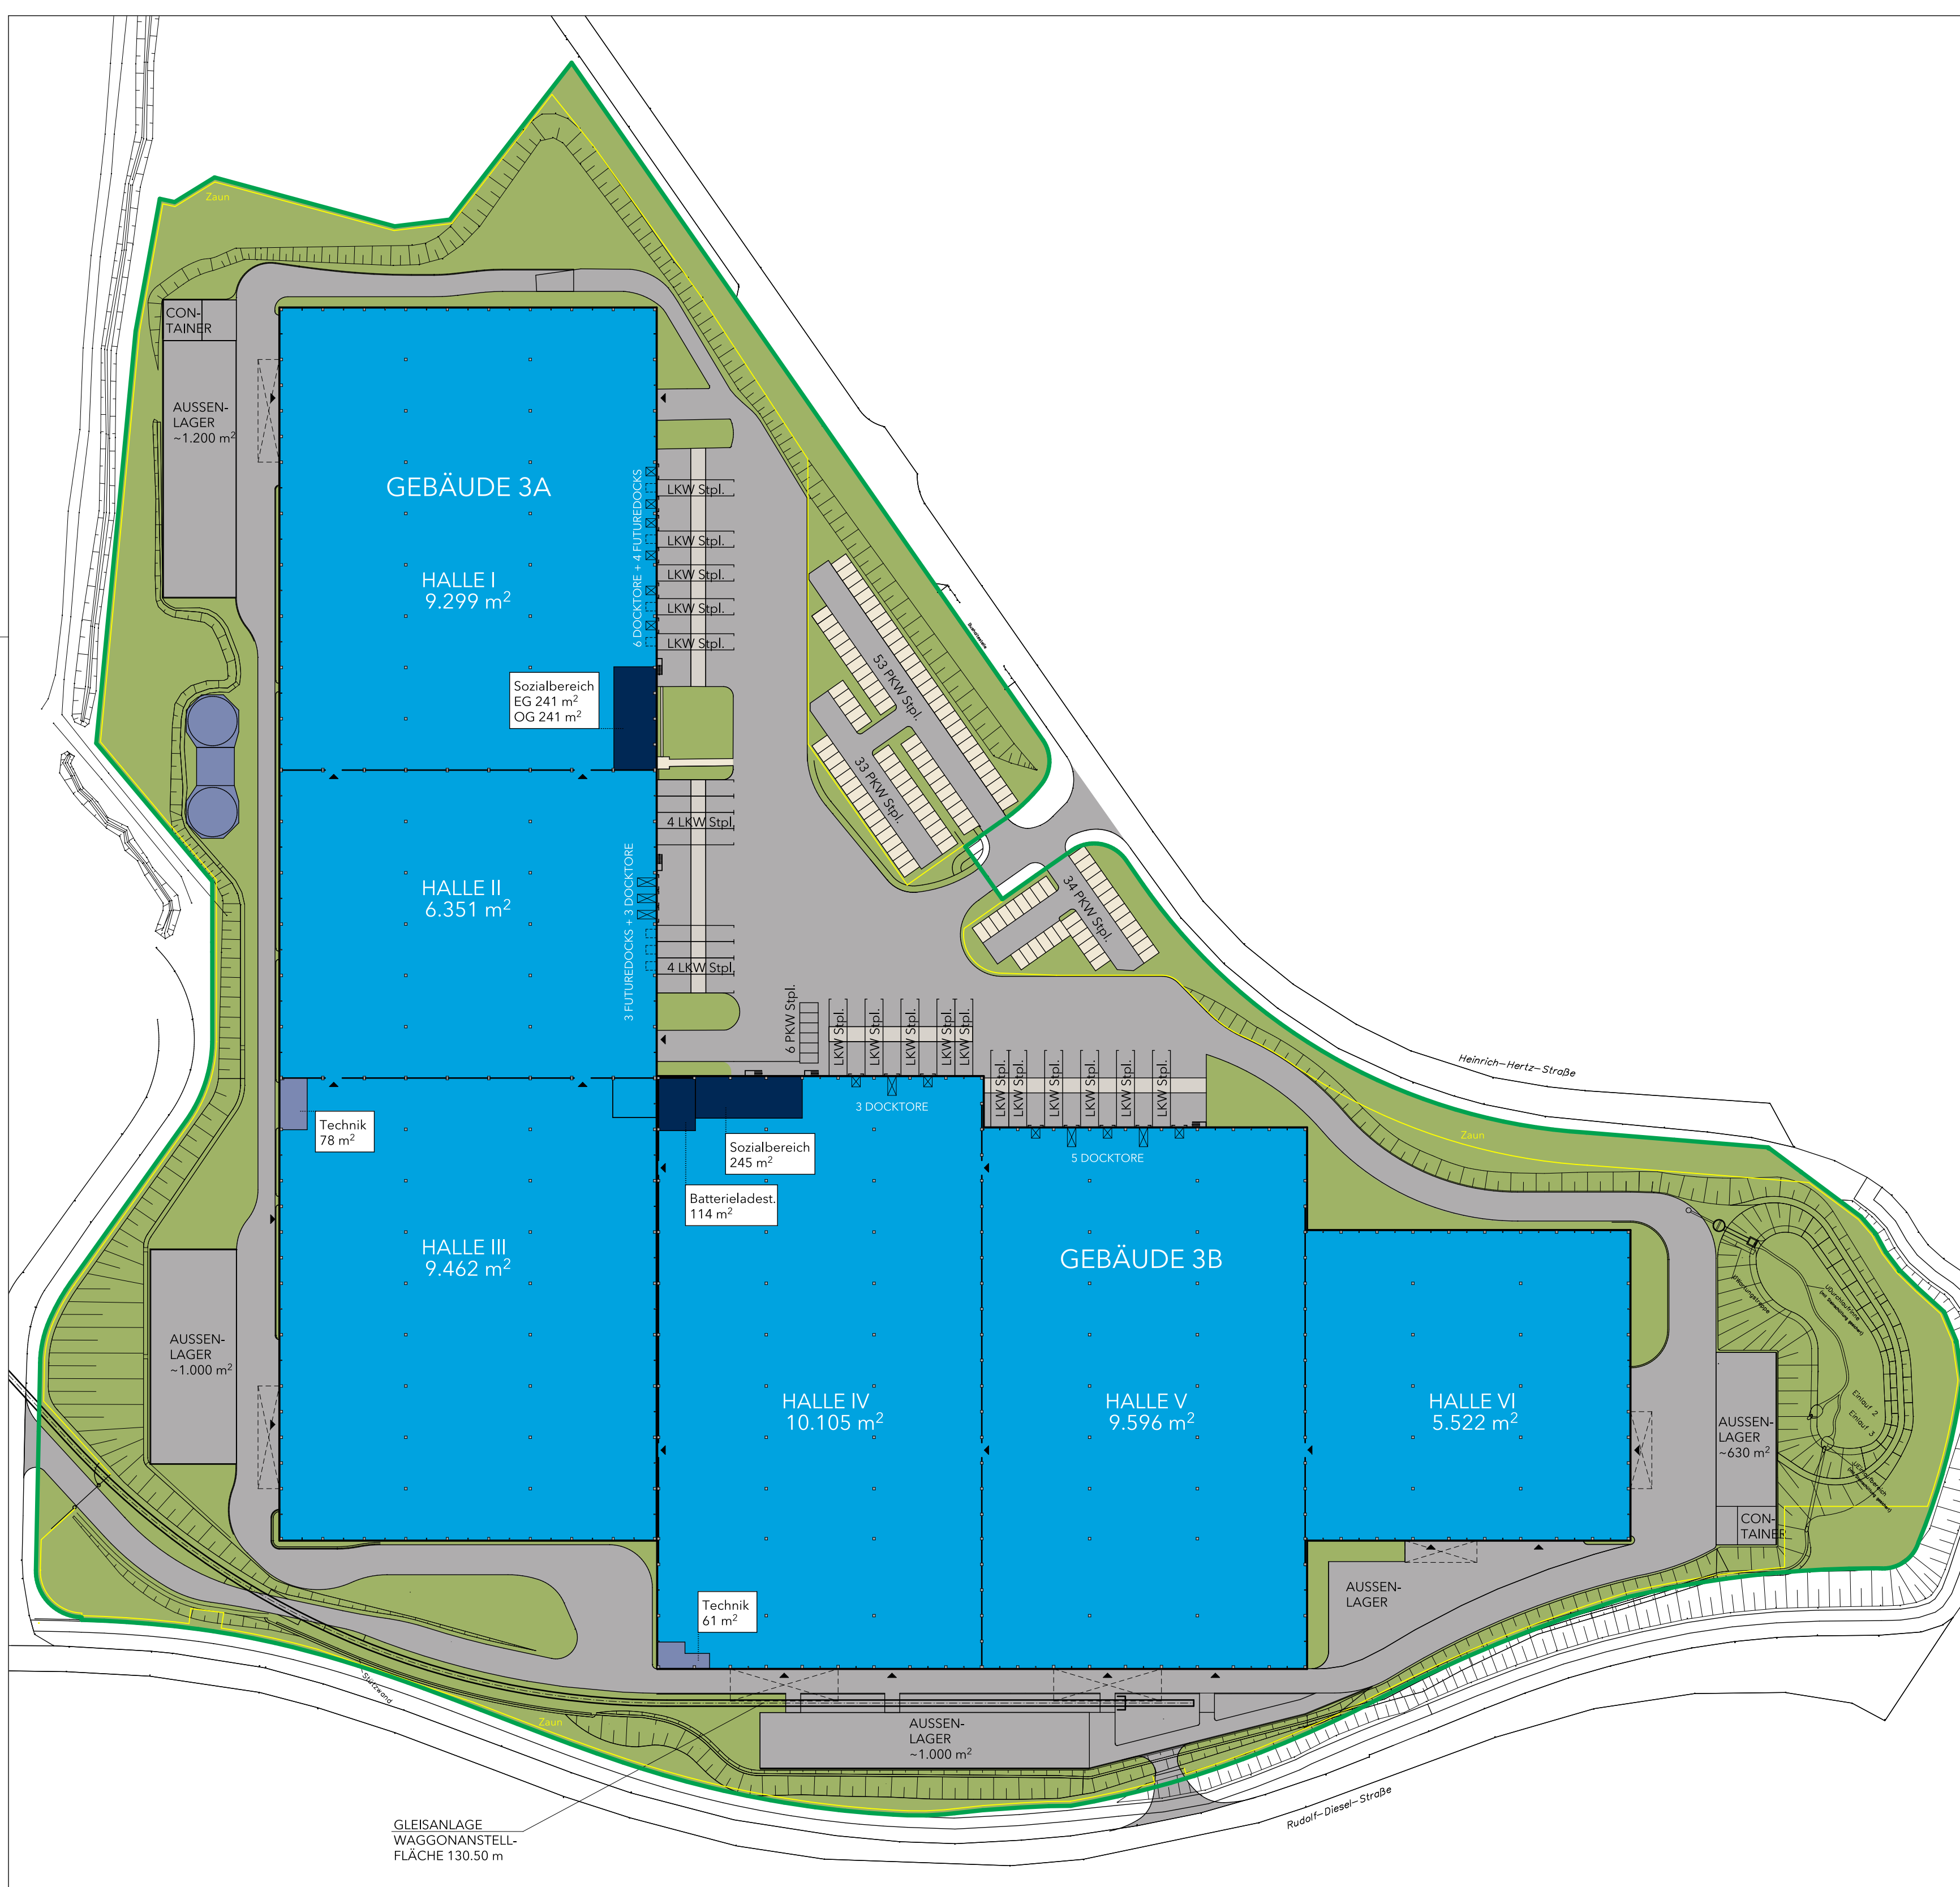 Zaun
CON-
TAINER
AUSSEN-
LAGER
~1.200 m²
GEBÄUDE 3A
HALLE I
9.299 m²
6 DOCKTORE + 4 FUTUREDOCKS
LKW Stpl.
LKW Stpl.
LKW Stpl.
LKW Stpl.
LKW Stpl.
Sozialbereich
EG 241 m²
OG 241 m²
53 PKW Stpl.
33 PKW Stpl.
34 PKW Stpl.
HALLE II
6.351 m²
3 FUTUREDOCKS + 3 DOCKTORE
4 LKW Stpl.
4 LKW Stpl.
6 PKW Stpl.
LKW Stpl.
LKW Stpl.
LKW Stpl.
LKW Stpl.
LKW Stpl.
LKW Stpl.
LKW Stpl.
LKW Stpl.
LKW Stpl.
LKW Stpl.
LKW Stpl.
Heinrich-Hertz-Straße
3 DOCKTORE
5 DOCKTORE
Zaun
Technik
78 m²
Sozialbereich
245 m²
Batterieladest.
114 m²
HALLE III
9.462 m²
GEBÄUDE 3B
AUSSEN-
LAGER
~1.000 m²
HALLE IV
10.105 m²
HALLE V
9.596 m²
HALLE VI
5.522 m²
AUSSEN-
LAGER
~630 m²
Einlauf 2
Einlauf 3
CON-
TAINER
AUSSEN-
LAGER
Technik
61 m²
Stützwand
Zaun
AUSSEN-
LAGER
~1.000 m²
Rudolf-Diesel-Straße
GLEISANLAGE
WAGGONANSTELL-
FLÄCHE 130.50 m